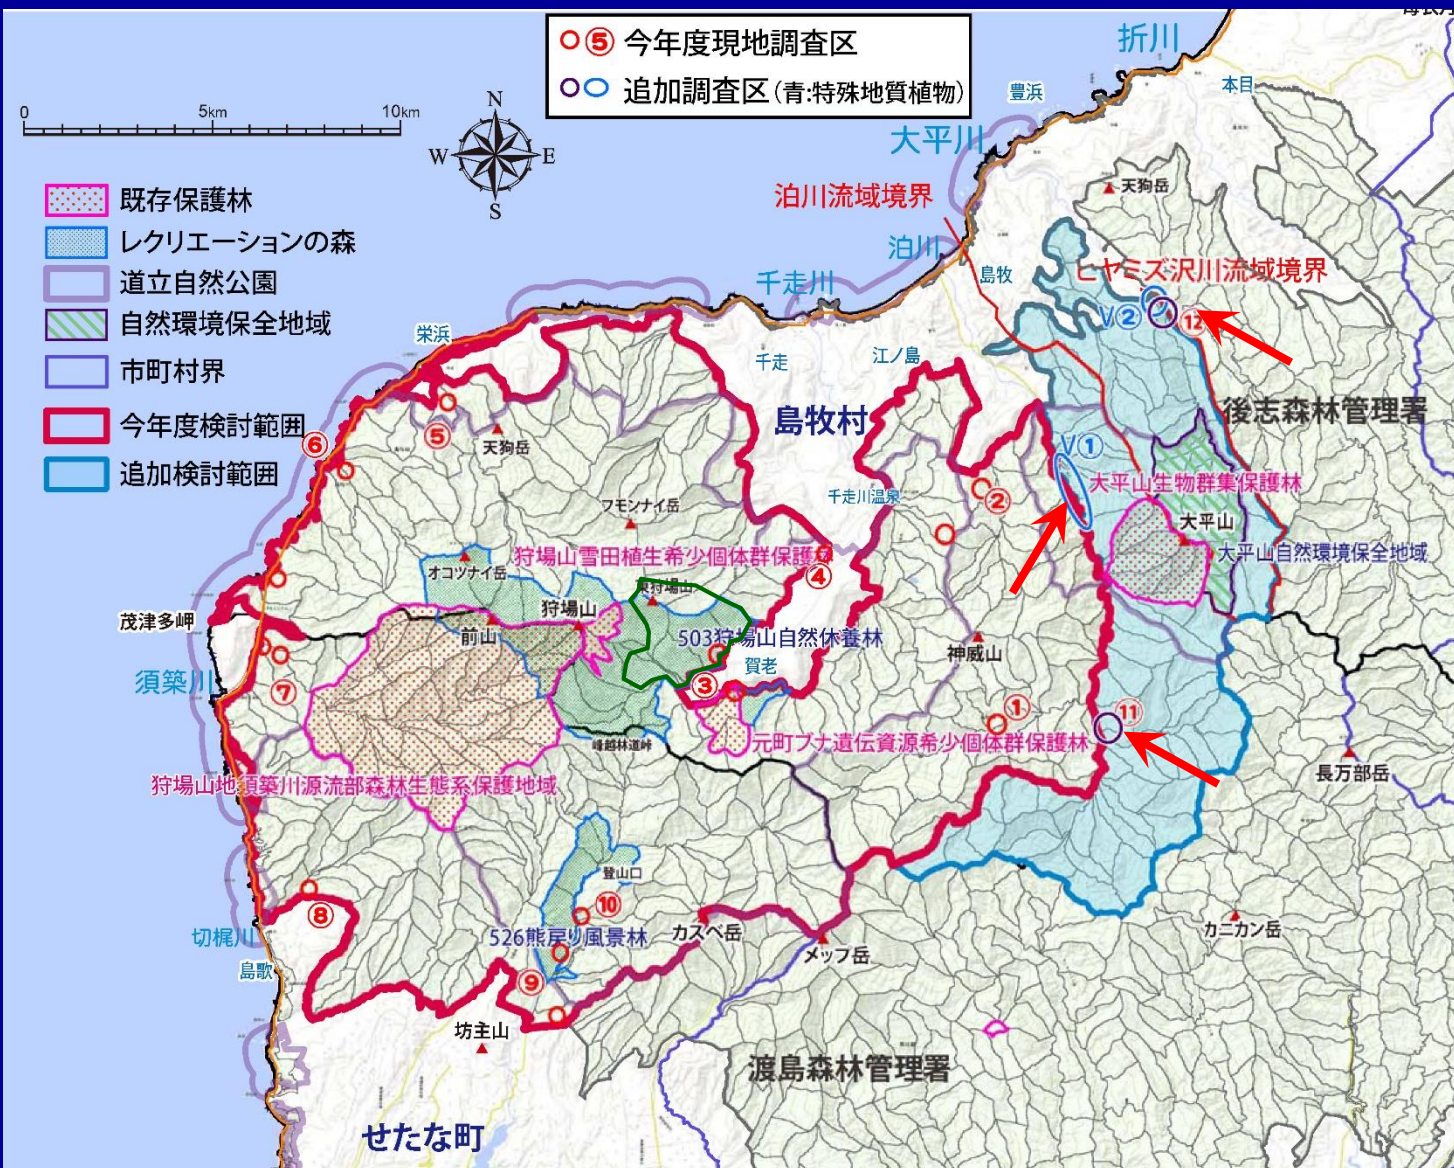 ○⑤ 今年度現地調査区
○○ 追加調査区(青:特殊地質植物)
0 5km 10km
N
W E
S
既存保護林
レクリエーションの森
道立自然公園
自然環境保全地域
市町村界
今年度検討範囲
追加検討範囲
折川
本目
豊浜
大平川
天狗岳
泊川流域境界
泊川
島牧
ヒヤミズ沢川流域境界
千走川
V②
⑫
栄浜
千走
江ノ島
島牧村
後志森林管理署
⑤
天狗岳
⑥
V①
大平山生物群集保護林
②
千走川温泉
フモンナイ岳
大平山
大平山自然環境保全地域
狩場山雪田植生希少個体群保護林
④
オコツナイ岳
東狩場山
狩場山
茂津多岬
前山
503狩場山自然休養林
神威山
賀老
須築川
⑦
③
①
⑪
峰越林道峠
元町ブナ遺伝資源希少個体群保護林
長万部岳
狩場山地須築川源流部森林生態系保護地域
登山口
⑧
⑩
切梶川
526熊戻り風景林
カスベ岳
カニカン岳
メップ岳
島歌
⑨
坊主山
渡島森林管理署
せたな町